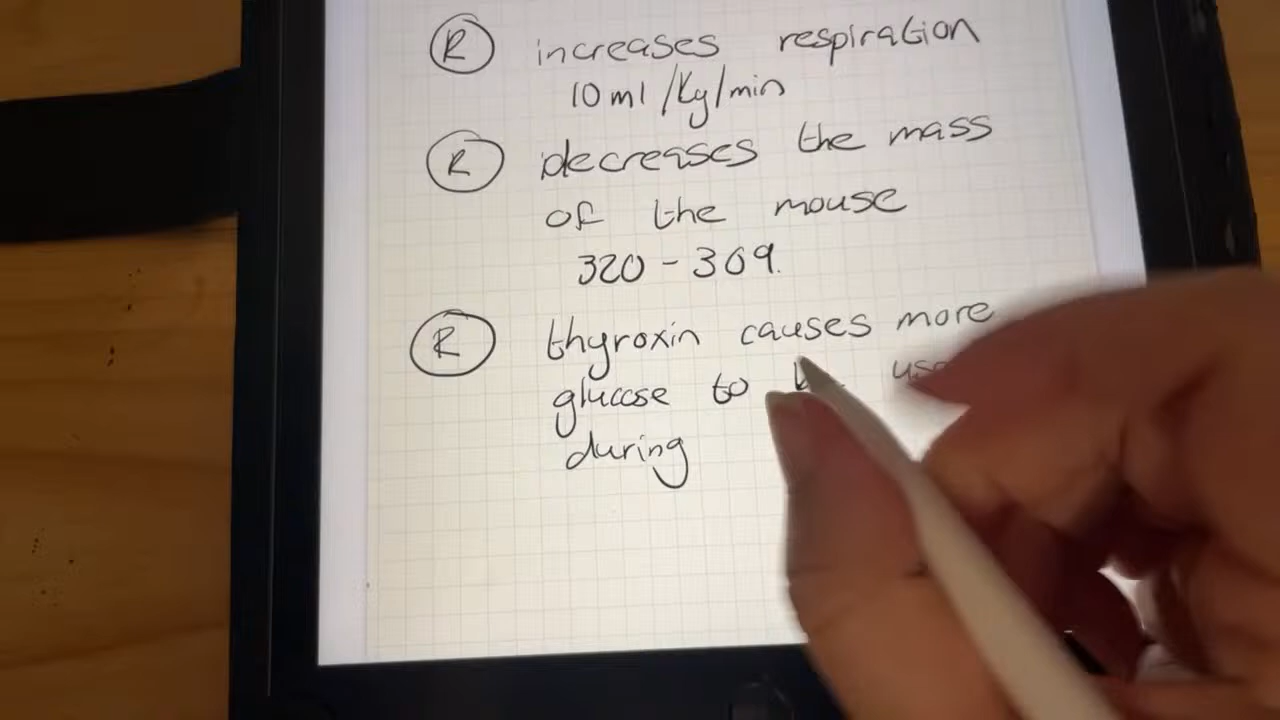 R increases respiration
10 ml /Kg/min
R decreases the mass
of the mouse
320 - 309.
R thyroxin causes more
glucose to
during